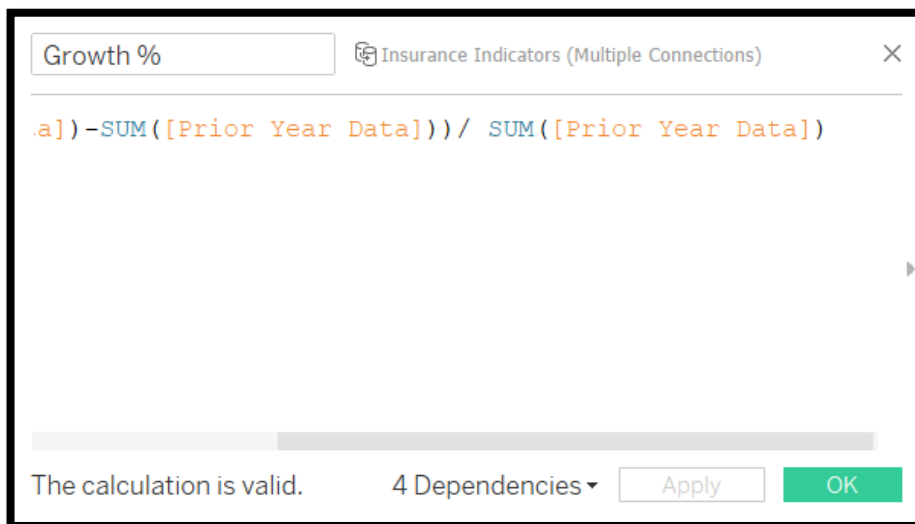 Growth %
Insurance Indicators (Multiple Connections)
a])-SUM([Prior Year Data]))/ SUM([Prior Year Data])
The calculation is valid.
4 Dependencies
Apply
OK